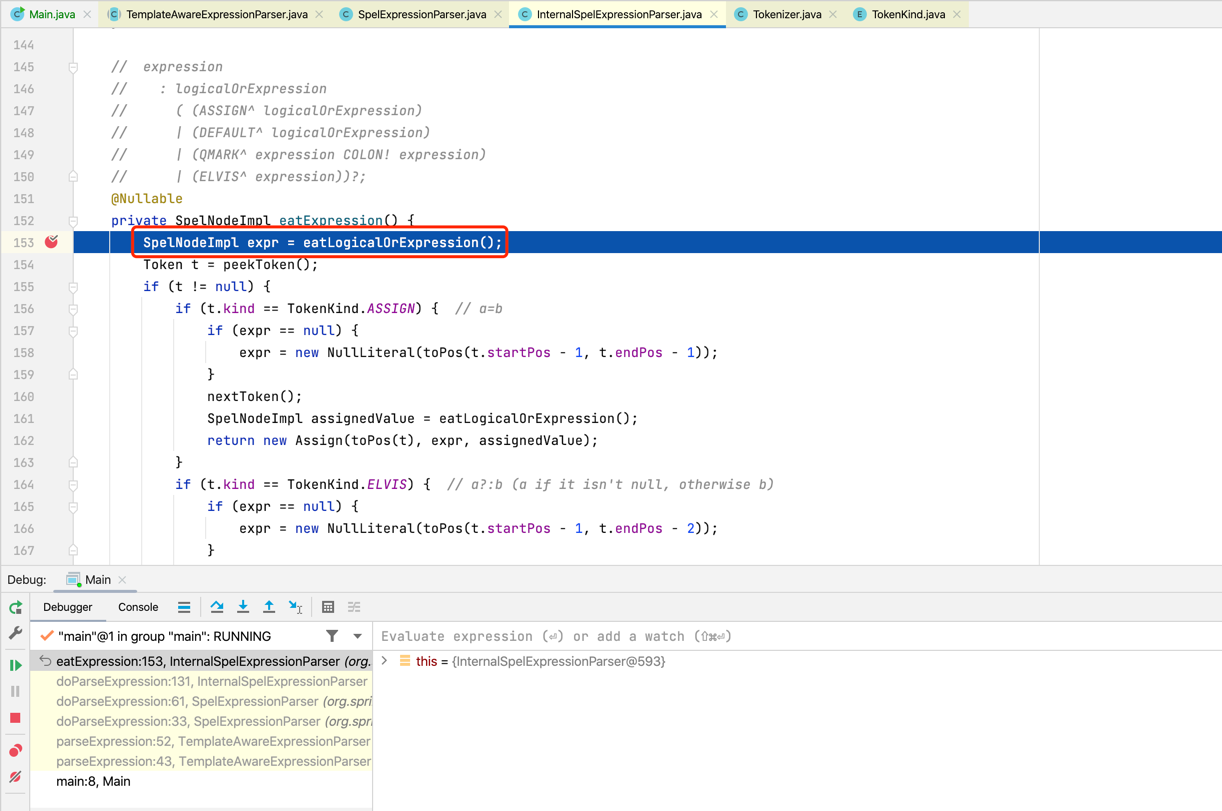 Main.java TemplateAwareExpressionParser.java SpelExpressionParser.java InternalSpelExpressionParser.java Tokenizer.java TokenKind.java
144
145 // expression
146 // : logicalOrExpression
147 // ( (ASSIGN^ logicalOrExpression)
148 // | (DEFAULT^ logicalOrExpression)
149 // | (QMARK^ expression COLON! expression)
150 // | (ELVIS^ expression))?;
151 @Nullable
152 private SpelNodeImpl eatExpression() {
153 SpelNodeImpl expr = eatLogicalOrExpression();
154 Token t = peekToken();
155 if (t != null) {
156 if (t.kind == TokenKind.ASSIGN) { // a=b
157 if (expr == null) {
158 expr = new NullLiteral(toPos(t.startPos - 1, t.endPos - 1));
159 }
160 nextToken();
161 SpelNodeImpl assignedValue = eatLogicalOrExpression();
162 return new Assign(toPos(t), expr, assignedValue);
163 }
164 if (t.kind == TokenKind.ELVIS) { // a?:b (a if it isn't null, otherwise b)
165 if (expr == null) {
166 expr = new NullLiteral(toPos(t.startPos - 1, t.endPos - 2));
167 }
Debug: Main
Debugger Console
"main"@1 in group "main": RUNNING
Evaluate expression (⏎) or add a watch (⇧⌘⏎)
eatExpression:153, InternalSpelExpressionParser (org.
this = {InternalSpelExpressionParser@593}
doParseExpression:131, InternalSpelExpressionParser
doParseExpression:61, SpelExpressionParser (org.spri
doParseExpression:33, SpelExpressionParser (org.spri
parseExpression:52, TemplateAwareExpressionParser
parseExpression:43, TemplateAwareExpressionParser
main:8, Main